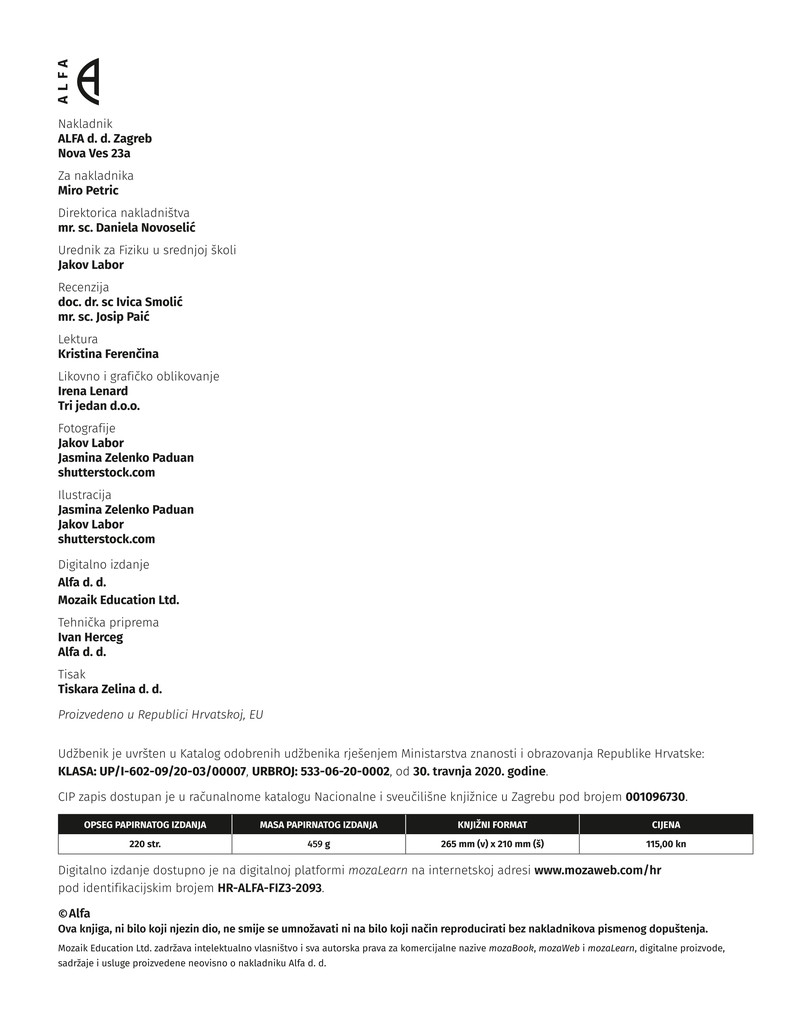 ALFA
Nakladnik
ALFA d. d. Zagreb
Nova Ves 23a
Za nakladnika
Miro Petric
Direktorica nakladništva
mr. sc. Daniela Novoselić
Urednik za Fiziku u srednjoj školi
Jakov Labor
Recenzija
doc. dr. sc Ivica Smolić
mr. sc. Josip Paić
Lektura
Kristina Ferenčina
Likovno i grafičko oblikovanje
Irena Lenard
Tri jedan d.o.o.
Fotografije
Jakov Labor
Jasmina Zelenko Paduan
shutterstock.com
Ilustracija
Jasmina Zelenko Paduan
Jakov Labor
shutterstock.com
Digitalno izdanje
Alfa d. d.
Mozaik Education Ltd.
Tehnička priprema
Ivan Herceg
Alfa d. d.
Tisak
Tiskara Zelina d. d.
Proizvedeno u Republici Hrvatskoj, EU
Udžbenik je uvršten u Katalog odobrenih udžbenika rješenjem Ministarstva znanosti i obrazovanja Republike Hrvatske:
KLASA: UP/I-602-09/20-03/00007, URBROJ: 533-06-20-0002, od 30. travnja 2020. godine.
CIP zapis dostupan je u računalnome katalogu Nacionalne i sveučilišne knjižnice u Zagrebu pod brojem 001096730.
OPSEG PAPIRNATOG IZDANJA MASA PAPIRNATOG IZDANJA KNJIŽNI FORMAT CIJENA
220 str. 459 g 265 mm (v) x 210 mm (š) 115,00 kn
Digitalno izdanje dostupno je na digitalnoj platformi mozaLearn na internetskoj adresi www.mozaweb.com/hr
pod identifikacijskim brojem HR-ALFA-FIZ3-2093.
©Alfa
Ova knjiga, ni bilo koji njezin dio, ne smije se umnožavati ni na bilo koji način reproducirati bez nakladnikova pismenog dopuštenja.
Mozaik Education Ltd. zadržava intelektualno vlasništvo i sva autorska prava za komercijalne nazive mozaBook, mozaWeb i mozaLearn, digitalne proizvode,
sadržaje i usluge proizvedene neovisno o nakladniku Alfa d. d.